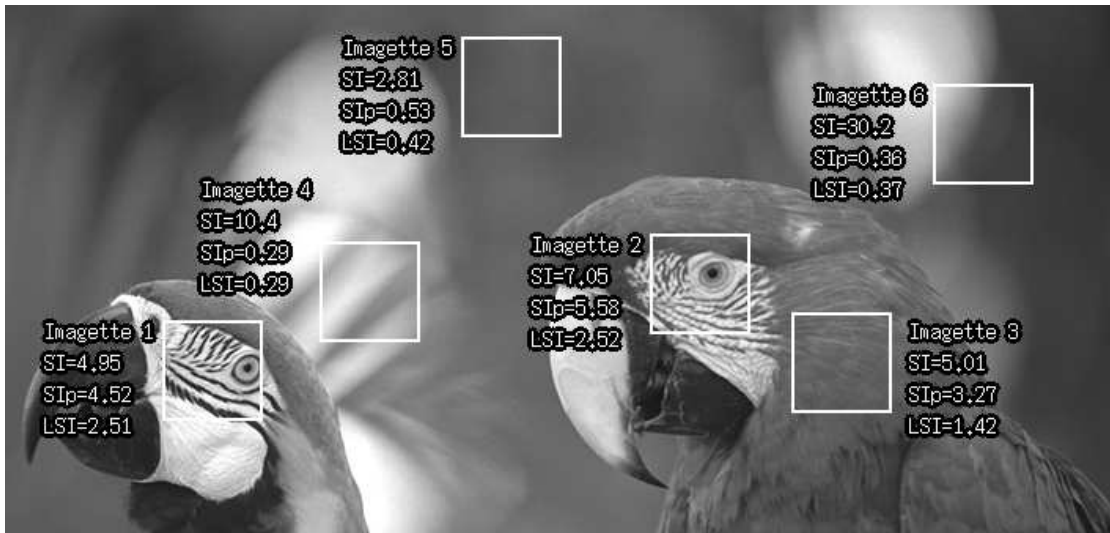 Imagette 5
SI=2.81
SIp=0.53
LSI=0.42
Imagette 6
SI=30.2
SIp=0.36
LSI=0.37
Imagette 4
SI=10.4
SIp=0.29
LSI=0.29
Imagette 2
SI=7.05
SIp=5.58
LSI=2.52
Imagette 1
SI=4.95
SIp=4.52
LSI=2.51
Imagette 3
SI=5.01
SIp=3.27
LSI=1.42